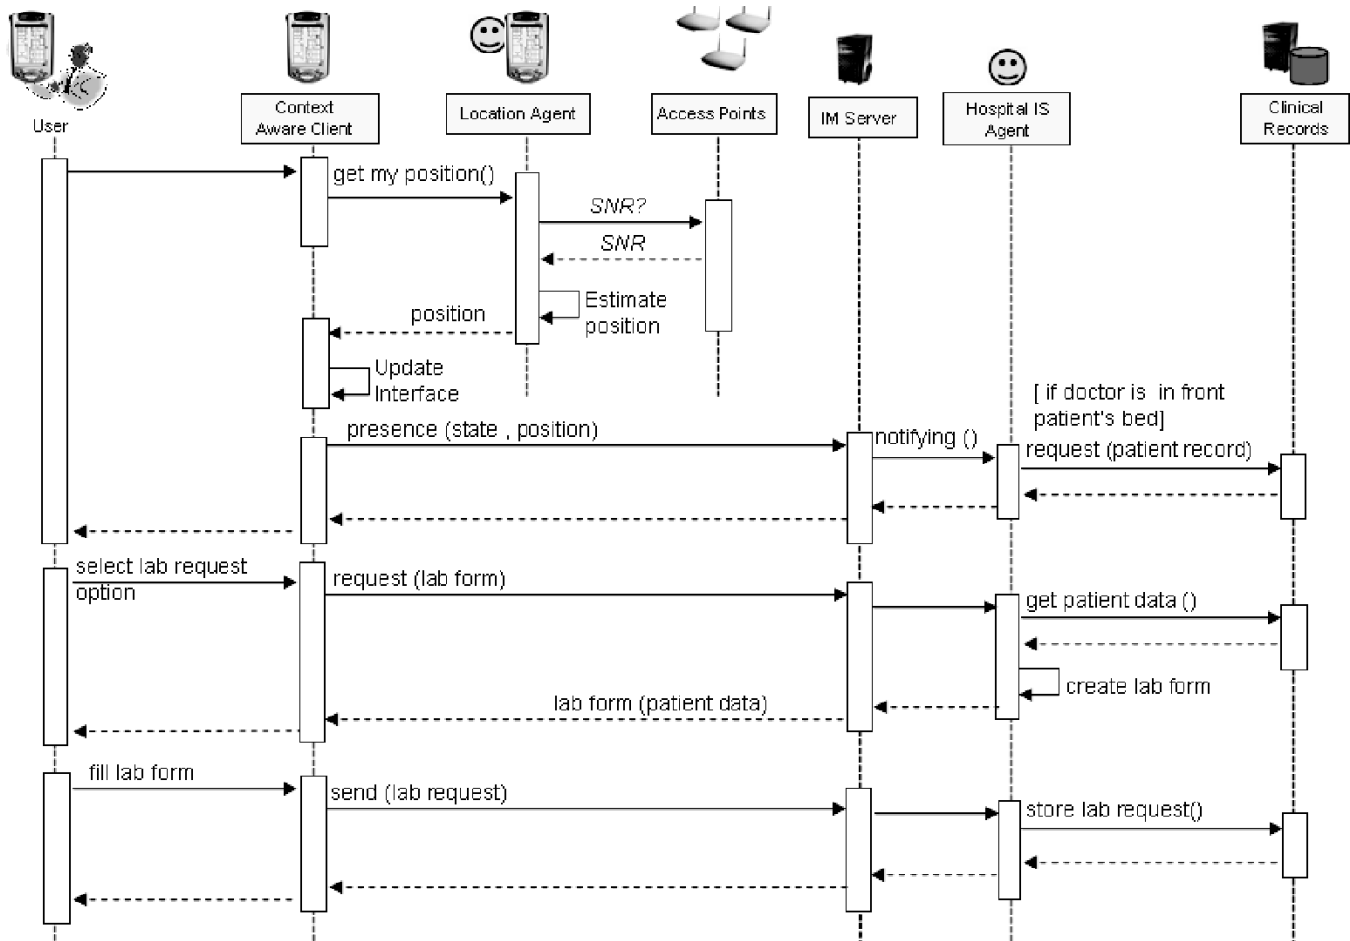 User
Context
Aware Client
Location Agent
Access Points
IM Server
Hospital IS
Agent
Clinical
Records
get my position()
SNR?
SNR
Estimate
position
position
Update
Interface
[ if doctor is in front
patient's bed]
presence (state , position)
notifying ()
request (patient record)
select lab request
option
request (lab form)
get patient data ()
create lab form
lab form (patient data)
fill lab form
send (lab request)
store lab request()